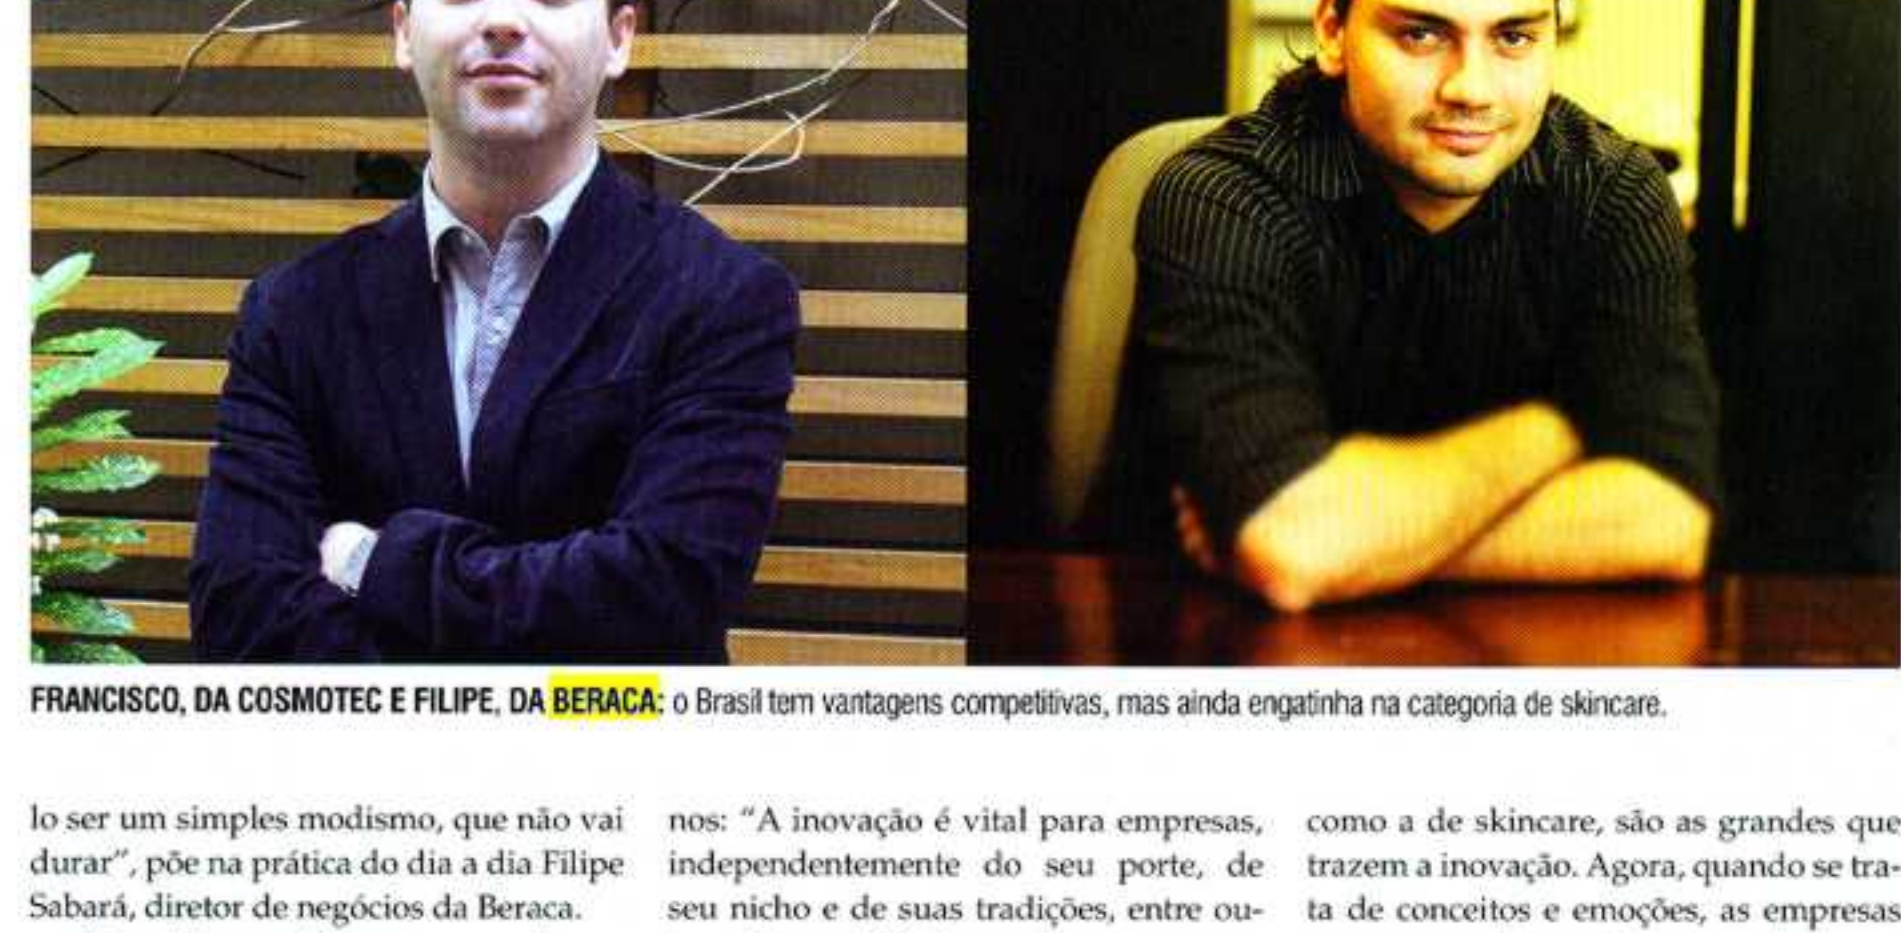 FRANCISCO, DA COSMOTEC E FILIPE, DA BERACA: o Brasil tem vantagens competitivas, mas ainda engatinha na categoria de skincare.
lo ser um simples modismo, que não vai
durar”, põe na prática do dia a dia Filipe
Sabará, diretor de negócios da Beraca.
nos: “A inovação é vital para empresas,
independentemente do seu porte, de
seu nicho e de suas tradições, entre ou-
como a de skincare, são as grandes que
trazem a inovação. Agora, quando se tra-
ta de conceitos e emoções, as empresas